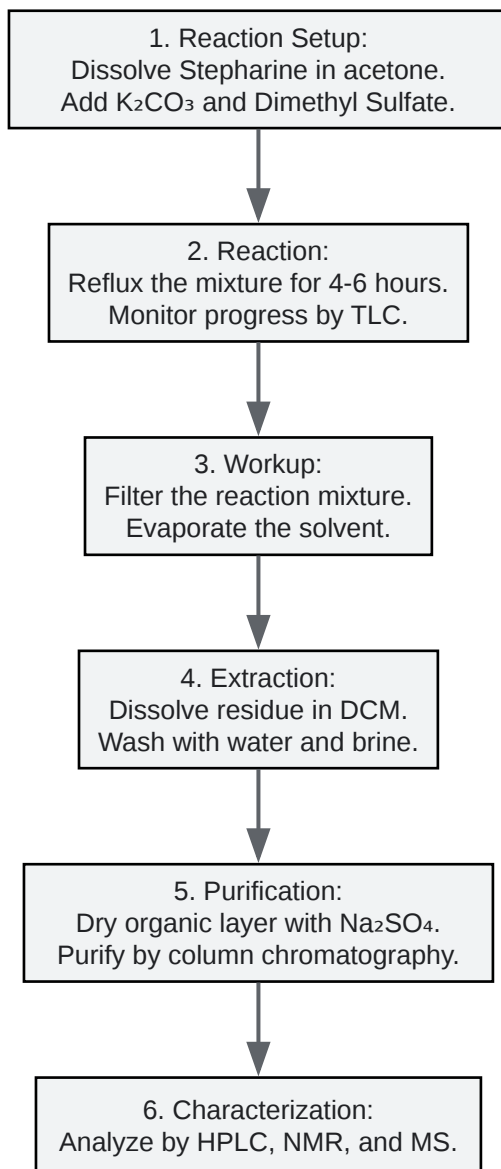 1. Reaction Setup:
Dissolve Stepharine in acetone.
Add K₂CO₃ and Dimethyl Sulfate.
2. Reaction:
Reflux the mixture for 4-6 hours.
Monitor progress by TLC.
3. Workup:
Filter the reaction mixture.
Evaporate the solvent.
4. Extraction:
Dissolve residue in DCM.
Wash with water and brine.
5. Purification:
Dry organic layer with Na₂SO₄.
Purify by column chromatography.
6. Characterization:
Analyze by HPLC, NMR, and MS.